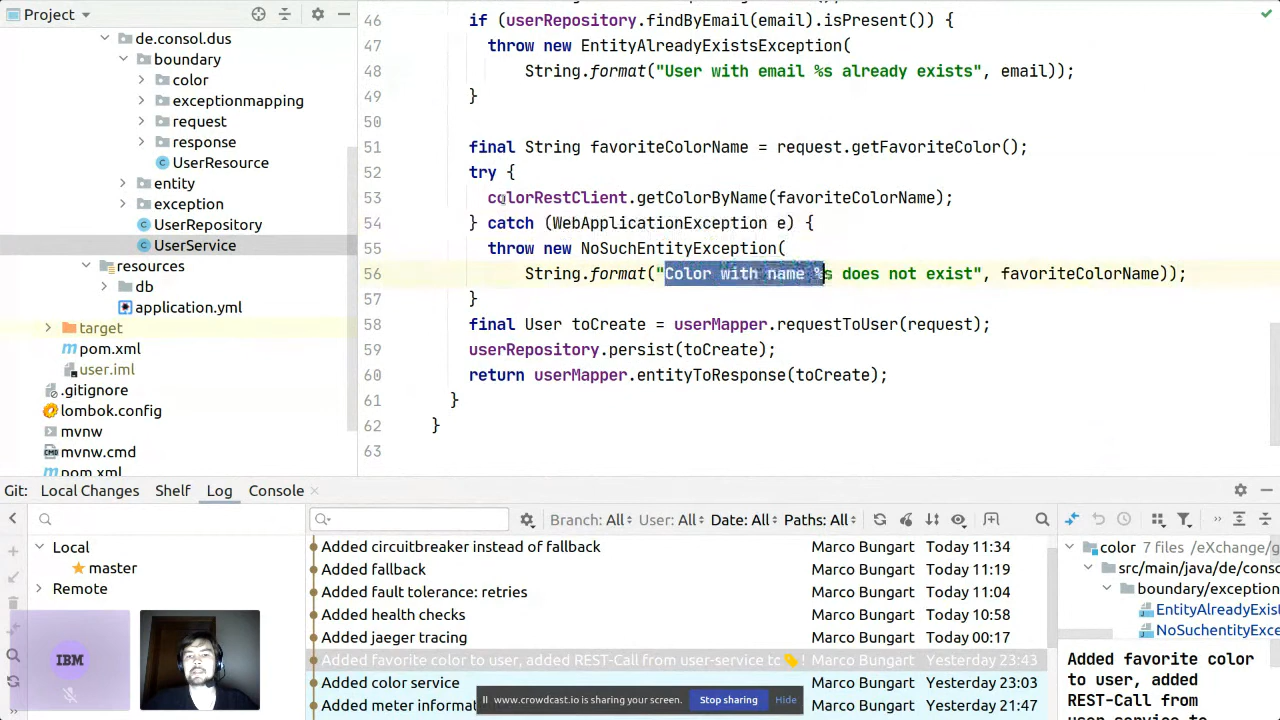 Project
de.consol.dus
boundary
color
exceptionmapping
request
response
UserResource
entity
exception
UserRepository
UserService
resources
db
application.yml
target
pom.xml
user.iml
.gitignore
lombok.config
mvnw
mvnw.cmd
pom.xml
46 if (userRepository.findByEmail(email).isPresent()) {
47 throw new EntityAlreadyExistsException(
48 String.format("User with email %s already exists", email));
49 }
50
51 final String favoriteColorName = request.getFavoriteColor();
52 try {
53 colorRestClient.getColorByName(favoriteColorName);
54 } catch (WebApplicationException e) {
55 throw new NoSuchEntityException(
56 String.format("Color with name %s does not exist", favoriteColorName));
57 }
58 final User toCreate = userMapper.requestToUser(request);
59 userRepository.persist(toCreate);
60 return userMapper.entityToResponse(toCreate);
61 }
62 }
63
Git: Local Changes Shelf Log Console
Branch: All User: All Date: All Paths: All
Local
master
Remote
Added circuitbreaker instead of fallback Marco Bungart Today 11:34
Added fallback Marco Bungart Today 11:19
Added fault tolerance: retries Marco Bungart Today 11:04
Added health checks Marco Bungart Today 10:58
Added jaeger tracing Marco Bungart Today 00:17
Added favorite color to user, added REST-Call from user-service tc ! Marco Bungart Yesterday 23:43
Added color service Marco Bungart Yesterday 23:03
Added meter informat Marco Bungart Yesterday 21:47
color 7 files /eXchange/g
src/main/java/de/conso
boundary/exception
EntityAlreadyExist
NoSuchentityExce
Added favorite color
to user, added
REST-Call from
user-service to
IBM
www.crowdcast.io is sharing your screen. Stop sharing Hide